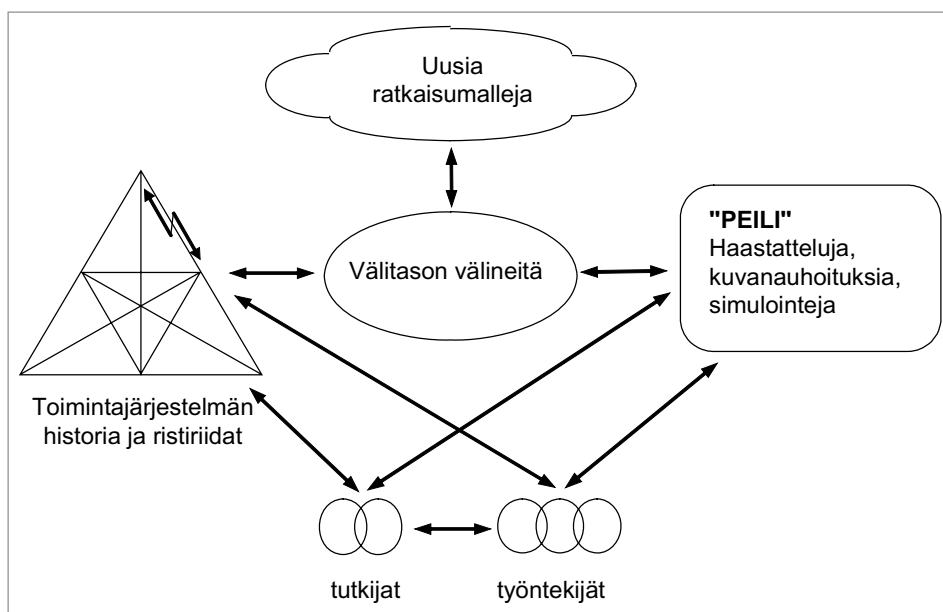 Uusia
ratkaisumalleja
Välitason välineitä
"PEILI"
Haastatteluja,
kuvanauhoituksia,
simulointeja
Toimintajärjestelmän
historia ja ristiriidat
tutkijat
työntekijät